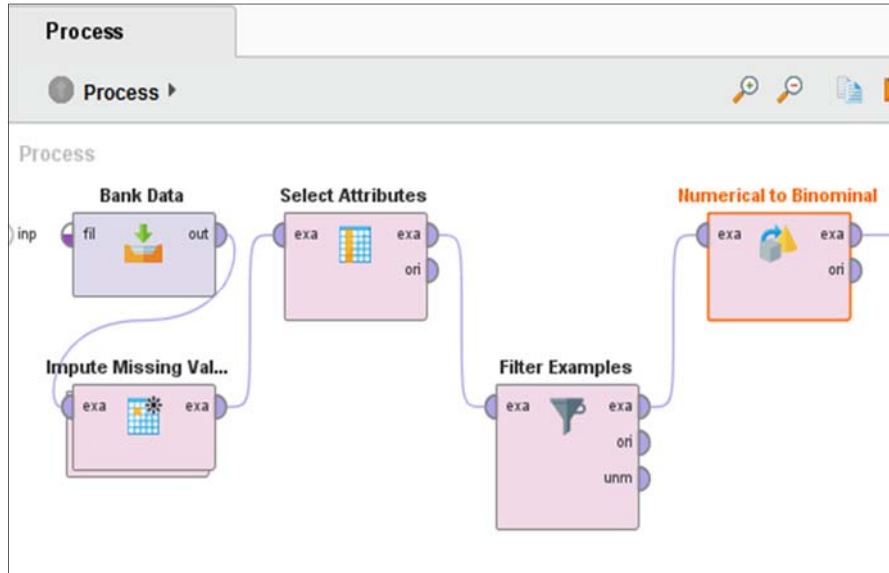 Process
Process
Process
Bank Data
Select Attributes
Numerical to Binominal
inp
fil
out
exa
exa
ori
exa
exa
ori
Impute Missing Val...
Filter Examples
exa
exa
exa
exa
ori
unm